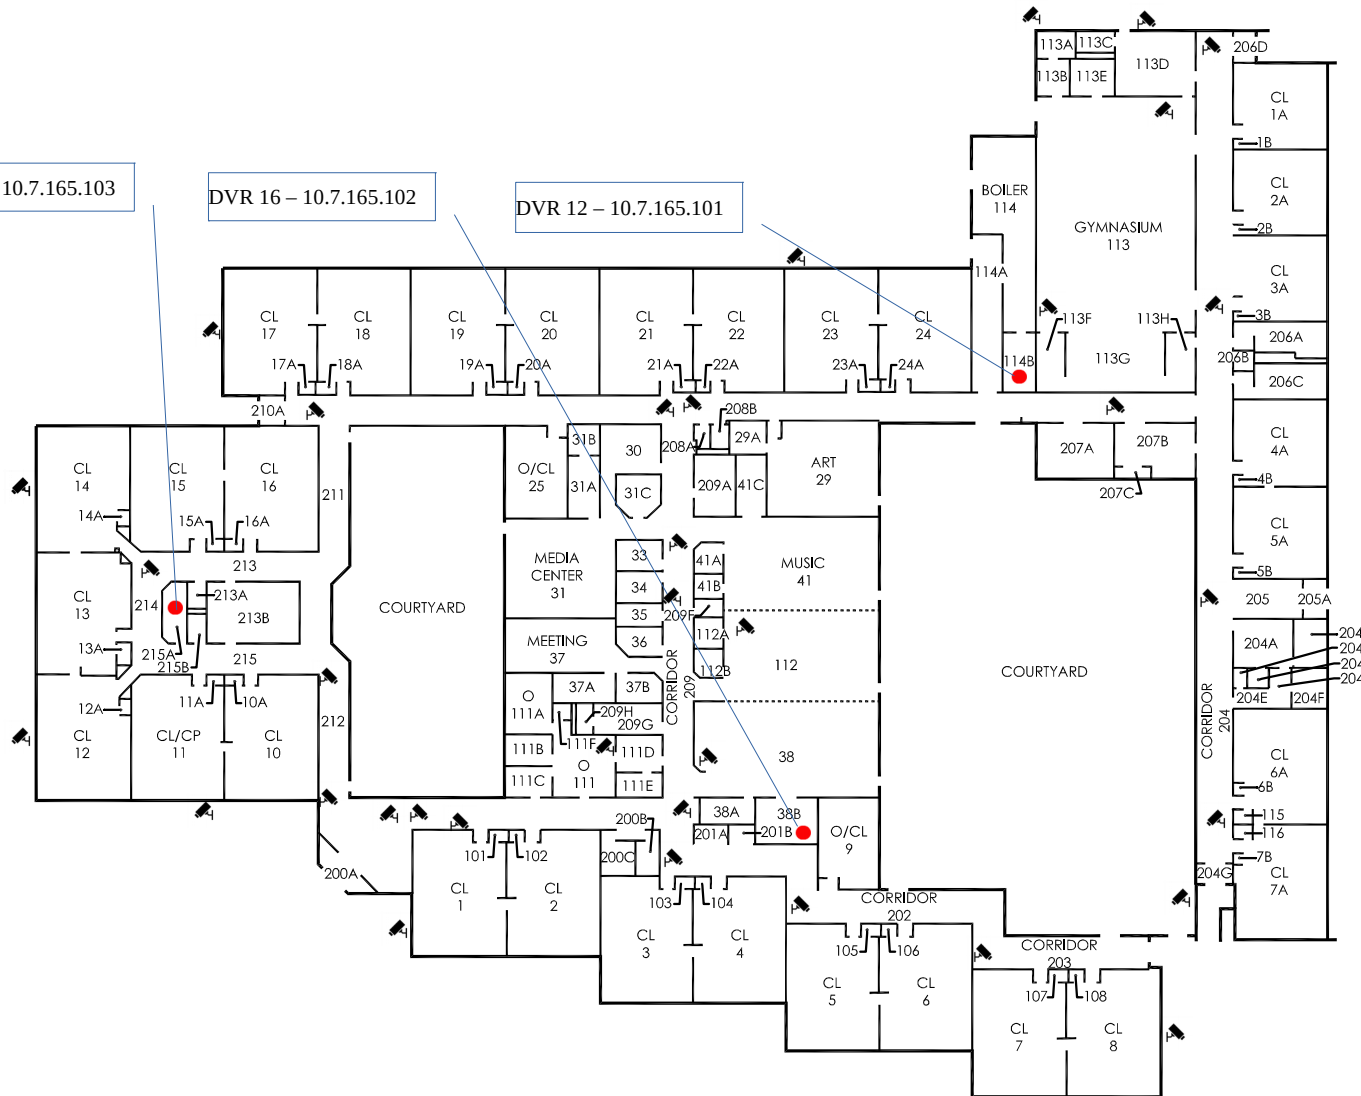 113A
113C
206D
113D
113B
113E
CL
1A
1B
10.7.165.103
DVR 16 – 10.7.165.102
DVR 12 – 10.7.165.101
BOILER
114
CL
2A
GYMNASIUM
113
2B
114A
CL
3A
CL
17
CL
18
CL
19
CL
20
CL
21
CL
22
CL
23
CL
24
113F
113H
3B
206A
114B
113G
206B
206C
17A
18A
19A
20A
21A
22A
23A
24A
210A
208B
31B
30
208A
29A
207A
207B
CL
4A
CL
14
CL
15
CL
16
O/CL
25
ART
29
31A
31C
209A
41C
211
4B
207C
14A
15A
16A
CL
5A
33
MEDIA
CENTER
31
41A
MUSIC
41
213
5B
34
41B
CL
13
214
213A
213B
COURTYARD
35
209F
205
205A
36
112A
MEETING
37
204A
204
204
204
13A
215A
215B
215
112B
112
COURTYARD
37A
37B
CORRIDOR
209
204E
204F
12A
11A
10A
O
111A
209H
209G
212
CORRIDOR
204
CL
12
CL/CP
11
CL
10
111B
111F
111D
38
CL
6A
111C
O
111
111E
6B
38A
38B
115
200B
201A
201B
O/CL
9
116
101
102
200C
7B
200A
204G
CL
7A
CL
1
CL
2
103
104
CORRIDOR
202
CL
3
CL
4
105
106
CORRIDOR
203
CL
5
CL
6
107
108
CL
7
CL
8